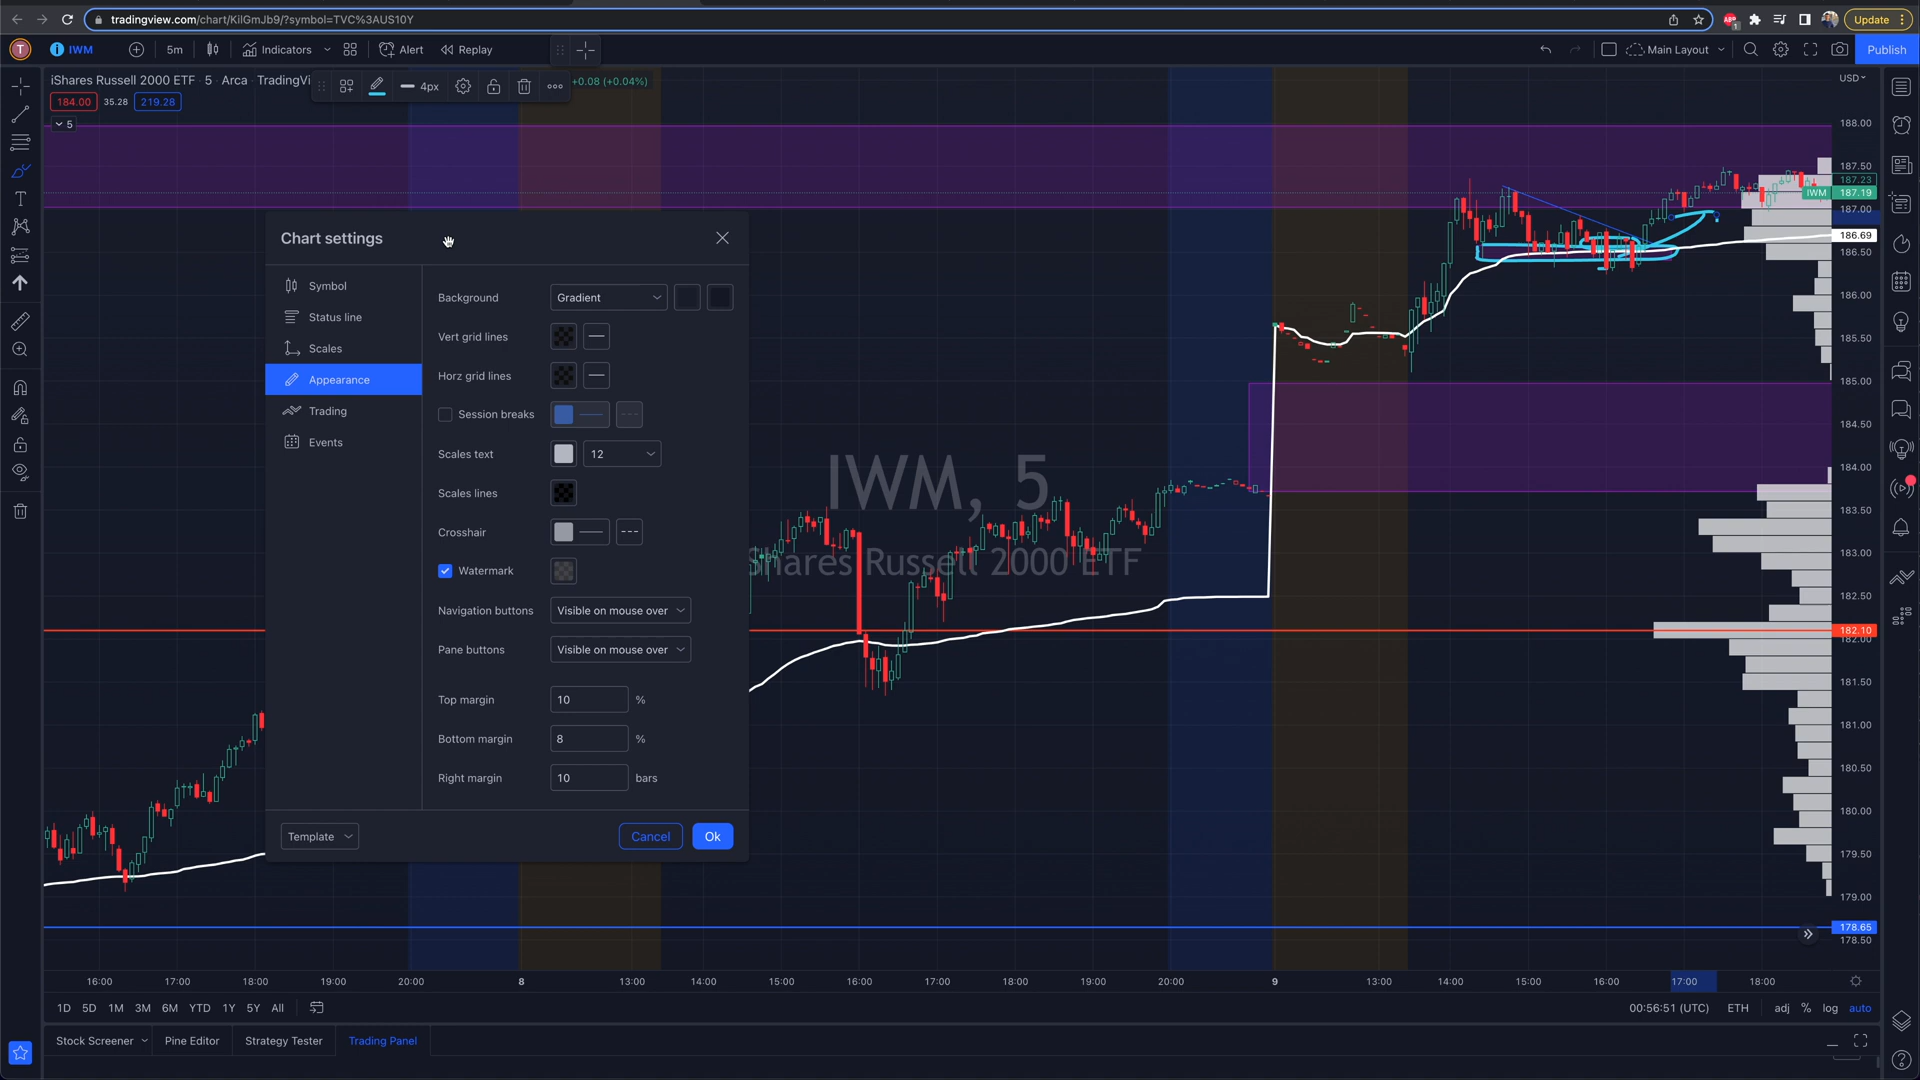 tradingview.com/chart/KilGmJb9/?symbol=TVC%3AUS10Y
Update
T
IWM
5m
Indicators
Alert
Replay
Main Layout
Publish
iShares Russell 2000 ETF · 5 · Arca · TradingVi
+0.08 (+0.04%)
USD
184.00
35.28
219.28
4px
5
188.00
187.50
187.23
IWM 187.19
187.00
186.69
186.50
186.00
185.50
185.00
184.50
184.00
183.50
183.00
182.50
182.10
182.00
181.50
181.00
180.50
180.00
179.50
179.00
178.65
178.50
IWM, 5
Shares Russell 2000 ETF
Chart settings
Symbol
Status line
Scales
Appearance
Trading
Events
Background
Gradient
Vert grid lines
Horz grid lines
Session breaks
Scales text
12
Scales lines
Crosshair
Watermark
Navigation buttons
Visible on mouse over
Pane buttons
Visible on mouse over
Top margin
10
%
Bottom margin
8
%
Right margin
10
bars
Template
Cancel
Ok
16:00 17:00 18:00 19:00 20:00 8 13:00 14:00 15:00 16:00 17:00 18:00 19:00 20:00 9 13:00 14:00 15:00 16:00 17:00 18:00
1D 5D 1M 3M 6M YTD 1Y 5Y All
00:56:51 (UTC) ETH adj % log auto
Stock Screener
Pine Editor
Strategy Tester
Trading Panel